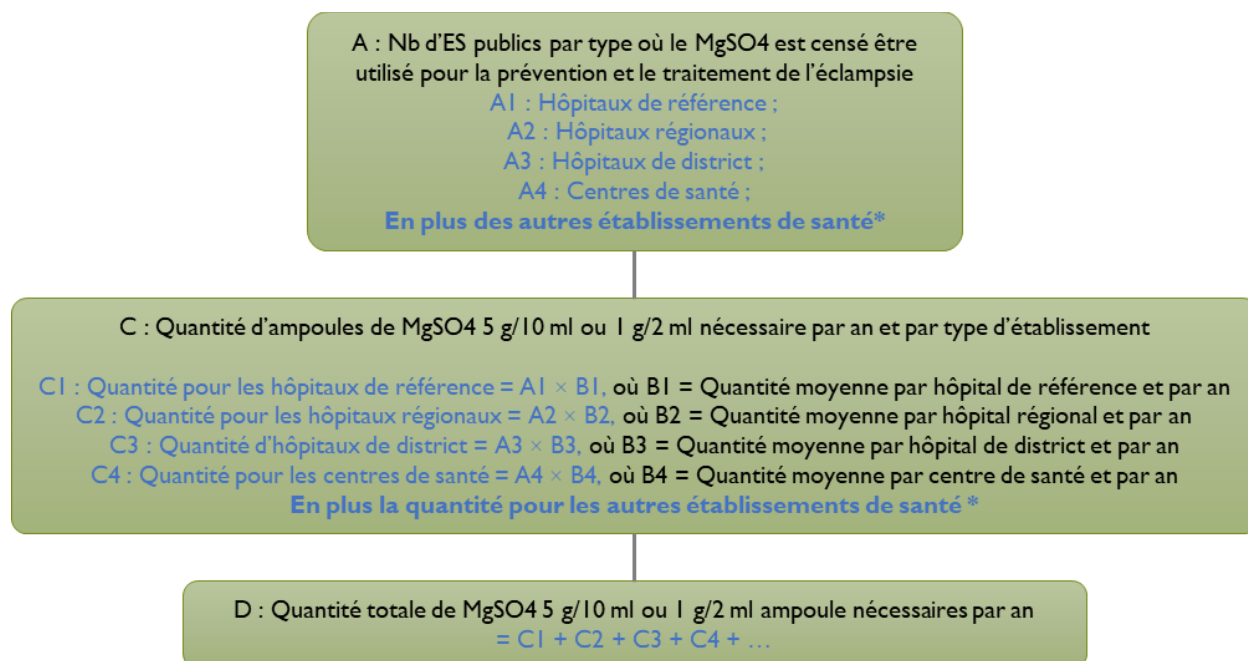 A : Nb d’ES publics par type où le MgSO4 est censé être
utilisé pour la prévention et le traitement de l’éclampsie
A1 : Hôpitaux de référence ;
A2 : Hôpitaux régionaux ;
A3 : Hôpitaux de district ;
A4 : Centres de santé ;
En plus des autres établissements de santé*
C : Quantité d’ampoules de MgSO4 5 g/10 ml ou 1 g/2 ml nécessaire par an et par type d’établissement
C1 : Quantité pour les hôpitaux de référence = A1 × B1, où B1 = Quantité moyenne par hôpital de référence et par an
C2 : Quantité pour les hôpitaux régionaux = A2 × B2, où B2 = Quantité moyenne par hôpital régional et par an
C3 : Quantité d’hôpitaux de district = A3 × B3, où B3 = Quantité moyenne par hôpital de district et par an
C4 : Quantité pour les centres de santé = A4 × B4, où B4 = Quantité moyenne par centre de santé et par an
En plus la quantité pour les autres établissements de santé *
D : Quantité totale de MgSO4 5 g/10 ml ou 1 g/2 ml ampoule nécessaires par an
= C1 + C2 + C3 + C4 + …